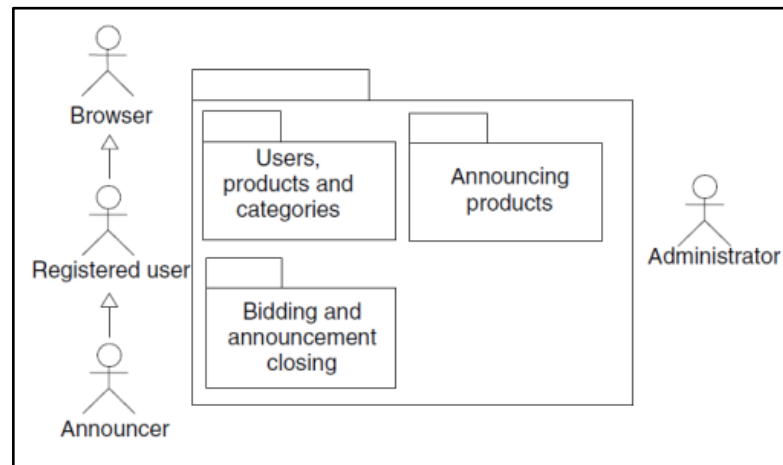 Browser
Users,
products and
categories
Announcing
products
Registered user
Administrator
Bidding and
announcement
closing
Announcer